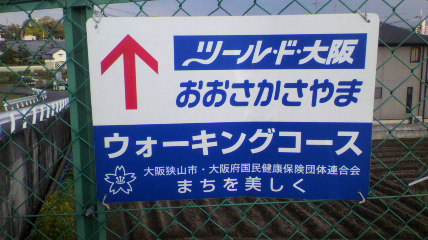 ツール・ド・大阪
おおさかさやま
ウォーキングコース
大阪狭山市・大阪府国民健康保険団体連合会
まちを美しく